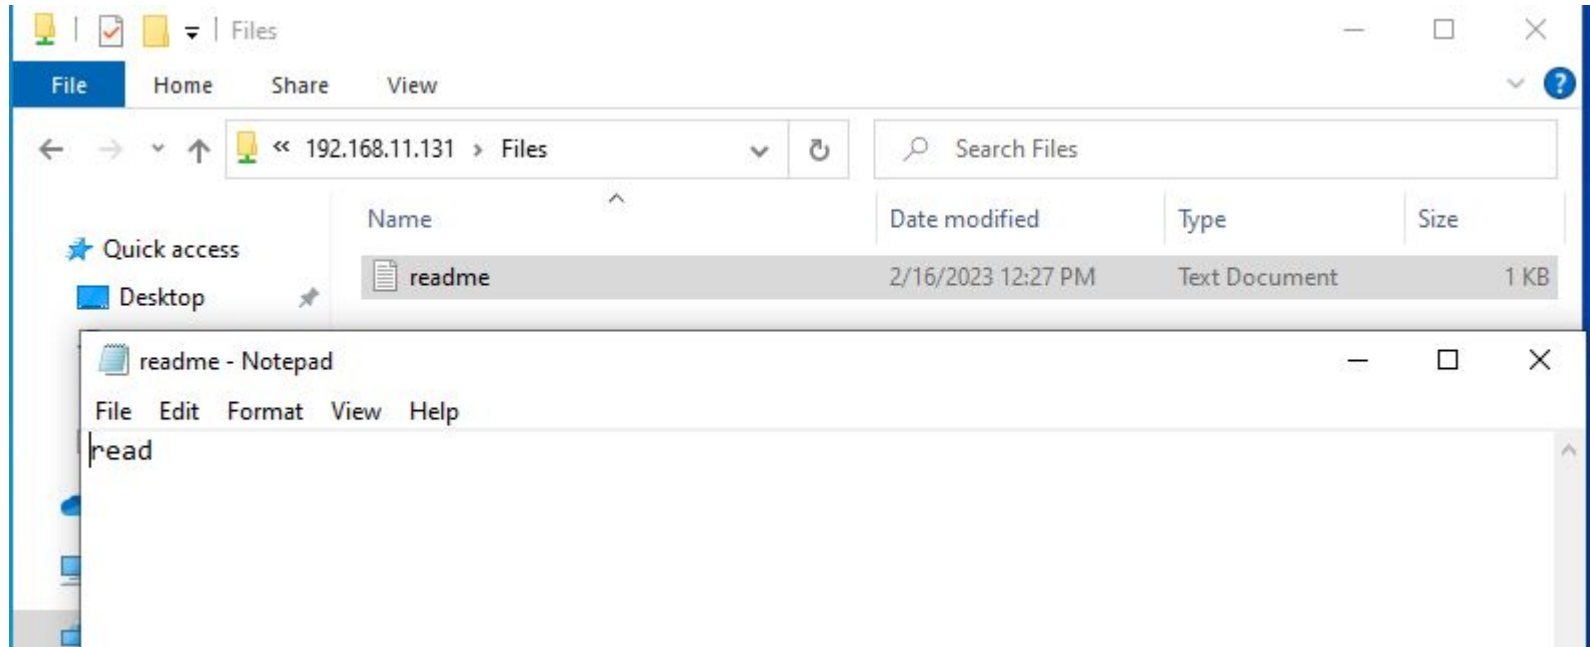 Files
File Home Share View
« 192.168.11.131 > Files Search Files
Name Date modified Type Size
Quick access
readme 2/16/2023 12:27 PM Text Document 1 KB
Desktop
readme - Notepad
File Edit Format View Help
read